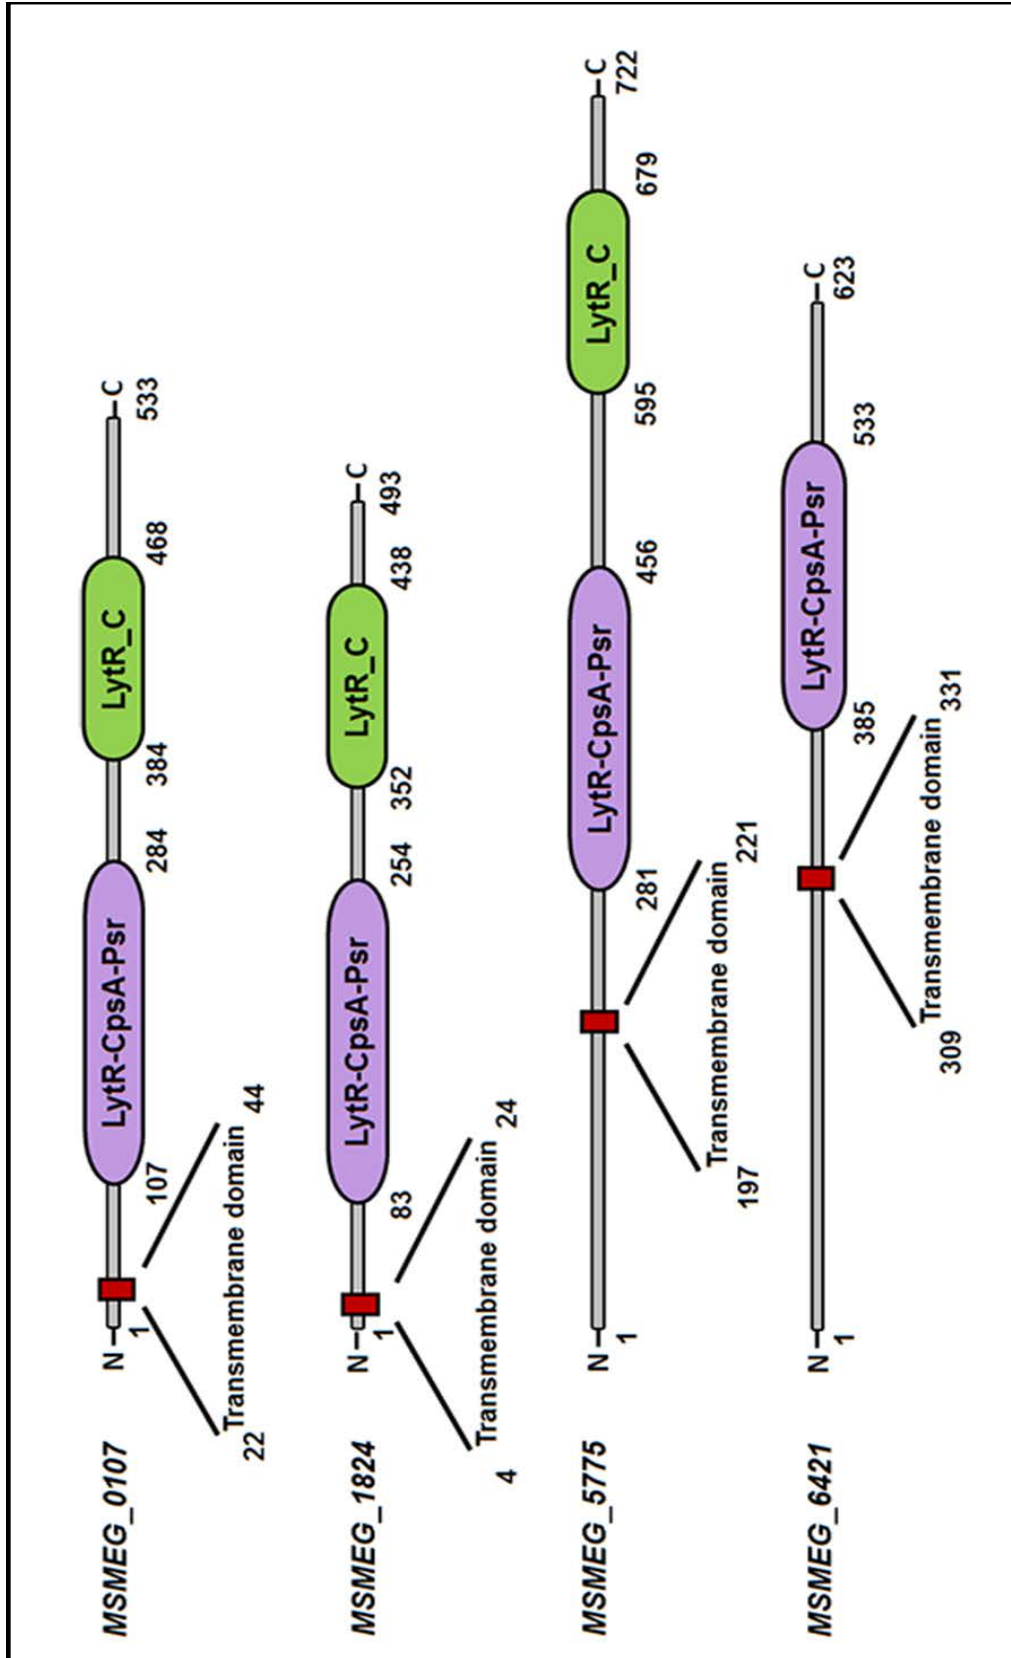 MSMEG_0107
N
1
22
Transmembrane domain
44
107
LytR-CpsA-Psr
284
384
LytR_C
468
C
533
MSMEG_1824
N
1
4
Transmembrane domain
24
83
LytR-CpsA-Psr
254
352
LytR_C
438
C
493
MSMEG_5775
N
1
197
Transmembrane domain
221
281
LytR-CpsA-Psr
456
595
LytR_C
679
C
722
MSMEG_6421
N
1
309
Transmembrane domain
331
385
LytR-CpsA-Psr
533
C
623